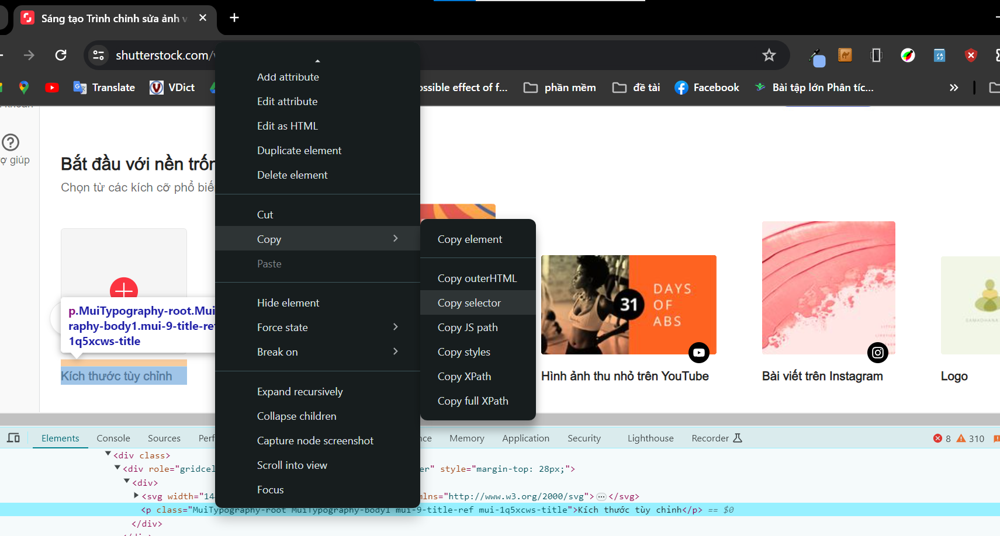 Sáng tạo Trình chỉnh sửa ảnh v
shutterstock.com/
Translate
VDict
ossible effect of f...
phần mềm
đề tài
Facebook
Bài tập lớn Phân tíc...
ợ giúp
Bắt đầu với nền trốn
Chọn từ các kích cỡ phổ biế
Add attribute
Edit attribute
Edit as HTML
Duplicate element
Delete element
Cut
Copy
Paste
Hide element
Force state
Break on
Expand recursively
Collapse children
Capture node screenshot
Scroll into view
Focus
Copy element
Copy outerHTML
Copy selector
Copy JS path
Copy styles
Copy XPath
Copy full XPath
p.MuiTypography-root.Mui
raphy-body1.mui-9-title-ref
1q5xcws-title
Kích thước tùy chỉnh
31
DAYS
OF
ABS
Hình ảnh thu nhỏ trên YouTube
Bài viết trên Instagram
SAMADHANA
Logo
Elements
Console
Sources
Perf
nce
Memory
Application
Security
Lighthouse
Recorder
8
310
<div class>
<div role="gridcel er" style="margin-top: 28px;">
<div>
<svg width="14 mlns="http://www.w3.org/2000/svg">…</svg>
<p class="MuiTypography-root MuiTypography-body1 mui-9-title-ref mui-1q5xcws-title">Kích thước tùy chỉnh</p> == $0
</div>